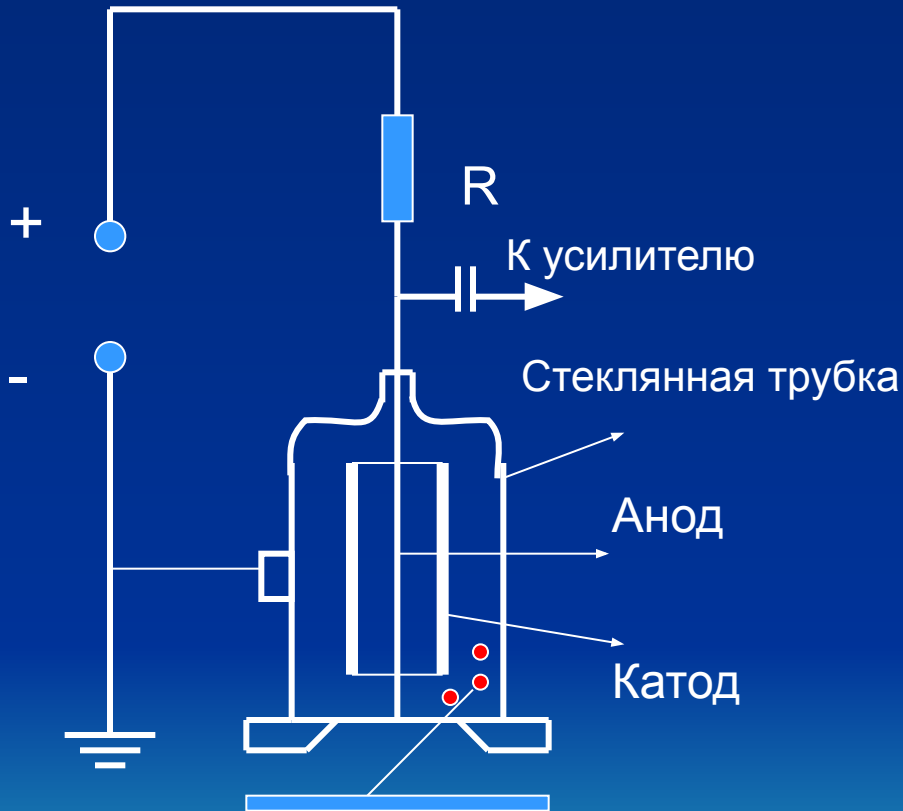 R
+
К усилителю
-
Стеклянная трубка
Анод
Катод